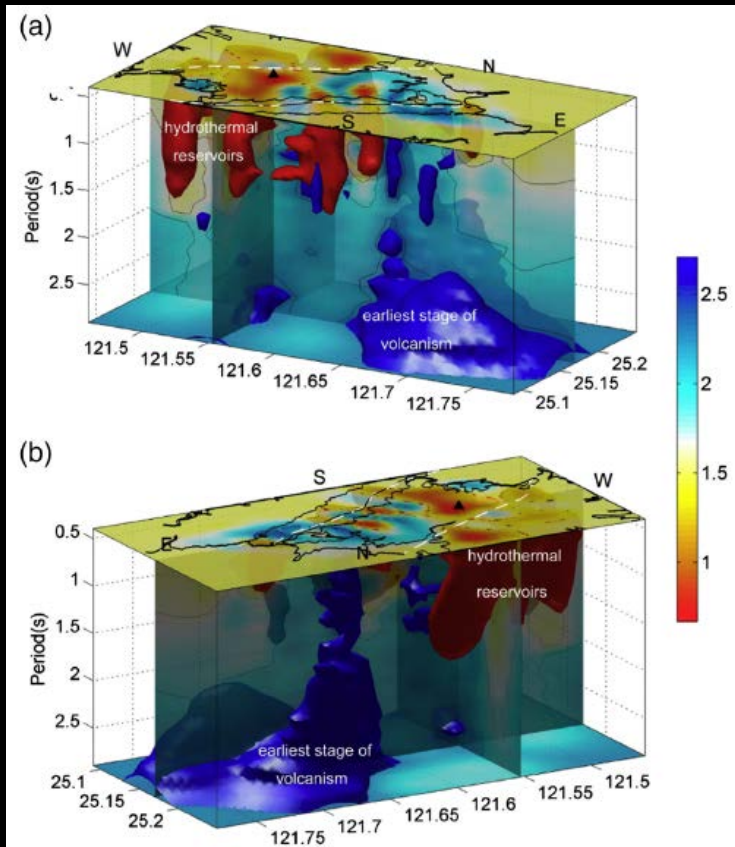 (a)
W
N
S
E
hydrothermal
reservoirs
Period(s)
1
1.5
2
2.5
earliest stage of
volcanism
121.5
121.55
121.6
121.65
121.7
121.75
25.1
25.15
25.2
2.5
2
1.5
1
(b)
S
W
E
N
hydrothermal
reservoirs
Period(s)
0.5
1
1.5
2
2.5
earliest stage of
volcanism
25.1
25.15
25.2
121.75
121.7
121.65
121.6
121.55
121.5